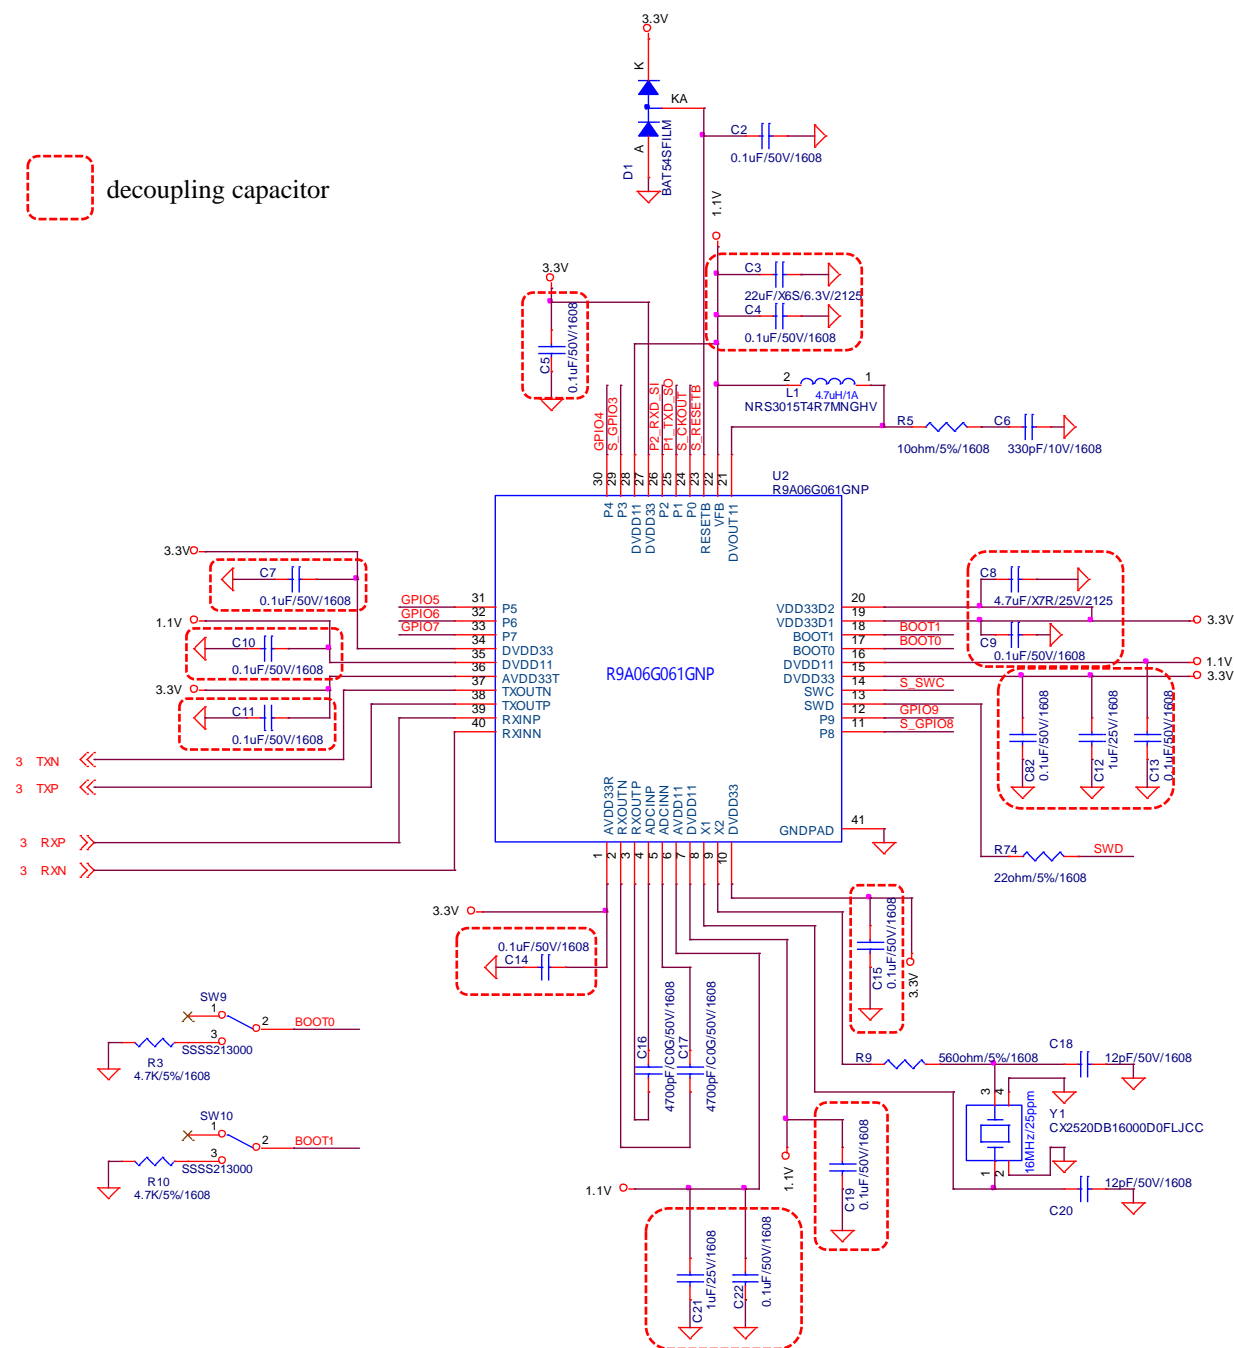 3.3V
K
KA
A
D1
BAT54SFILM
C2
0.1uF/50V/1608
decoupling capacitor
1.1V
3.3V
C3
22uF/X6S/6.3V/2125
C4
0.1uF/50V/1608
C5
0.1uF/50V/1608
2
1
L1
4.7uH/1A
NRS3015T4R7MNGHV
GPIO4
S_GPIO3
P2_RXD_SI
P1_TXD_SO
S_CKOUT
S_RESETB
R5
10ohm/5%/1608
C6
330pF/10V/1608
30
29
28
27
26
25
24
23
22
21
U2
R9A06G061GNP
P4
P3
DVDD11
DVDD33
P2
P1
P0
RESETB
VFB
DVOUT11
3.3V
C7
0.1uF/50V/1608
GPIO5
31
P5
GPIO6
32
P6
GPIO7
33
P7
1.1V
34
DVDD33
C10
0.1uF/50V/1608
35
DVDD11
36
AVDD33T
3.3V
37
TXOUTN
C11
0.1uF/50V/1608
38
TXOUTP
39
RXINP
40
RXINN
R9A06G061GNP
VDD33D2
20
VDD33D1
19
BOOT1
18
BOOT1
BOOT0
17
BOOT0
DVDD11
16
DVDD33
15
SWC
14
S_SWC
SWD
13
P9
12
GPIO9
P8
11
S_GPIO8
C8
4.7uF/X7R/25V/2125
C9
0.1uF/50V/1608
3.3V
1.1V
3.3V
C82
0.1uF/50V/1608
C12
1uF/25V/1608
C13
0.1uF/50V/1608
3 TXN
3 TXP
3 RXP
3 RXN
GNDPAD
41
R74
22ohm/5%/1608
SWD
AVDD33R
RXOUTN
RXOUTP
ADCINP
ADCINN
AVDD11
DVDD11
X1
X2
DVDD33
1
2
3
4
5
6
7
8
9
10
3.3V
0.1uF/50V/1608
C14
C15
0.1uF/50V/1608
3.3V
C16
4700pF/C0G/50V/1608
C17
4700pF/C0G/50V/1608
SW9
1
2
BOOT0
3
SSSS213000
R3
4.7K/5%/1608
SW10
1
2
BOOT1
3
SSSS213000
R10
4.7K/5%/1608
R9
560ohm/5%/1608
C18
12pF/50V/1608
3
4
Y1
CX2520DB16000D0FLJCC
16MHz/25ppm
1
2
12pF/50V/1608
C20
1.1V
C19
0.1uF/50V/1608
1.1V
C21
1uF/25V/1608
C22
0.1uF/50V/1608